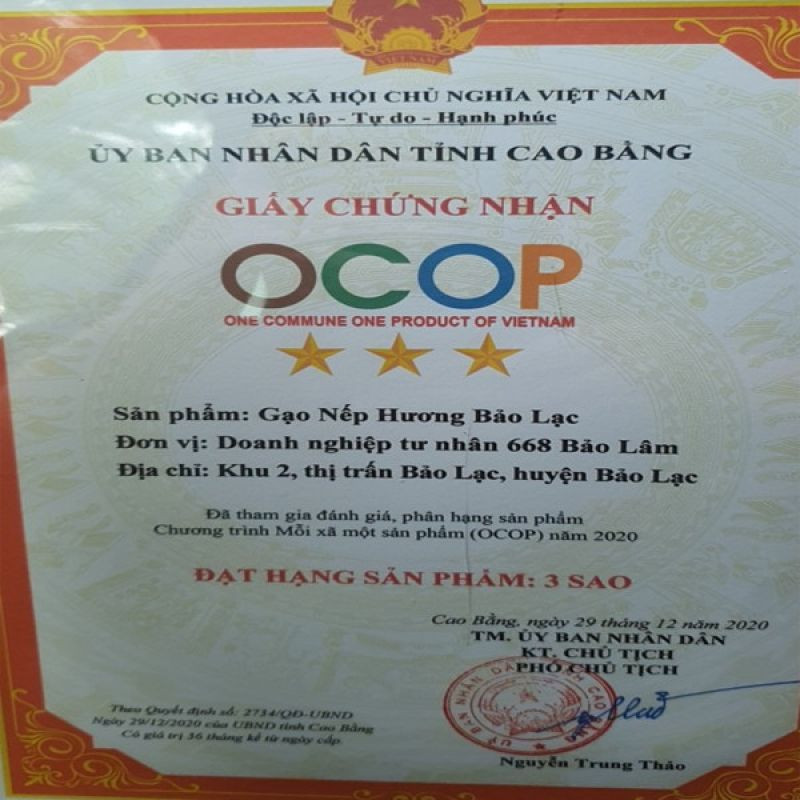 VIETNAM
CỘNG HÒA XÃ HỘI CHỦ NGHĨA VIỆT NAM
Độc lập - Tự do - Hạnh phúc
ỦY BAN NHÂN DÂN TỈNH CAO BẰNG
GIẤY CHỨNG NHẬN
OCOP
ONE COMMUNE ONE PRODUCT OF VIETNAM
Sản phẩm: Gạo Nếp Hương Bảo Lạc
Đơn vị: Doanh nghiệp tư nhân 668 Bảo Lâm
Địa chỉ: Khu 2, thị trấn Bảo Lạc, huyện Bảo Lạc
Đã tham gia đánh giá, phân hạng sản phẩm
Chương trình Mỗi xã một sản phẩm (OCOP) năm 2020
ĐẠT HẠNG SẢN PHẨM: 3 SAO
Cao Bằng, ngày 29 tháng 12 năm 2020
TM. ỦY BAN NHÂN DÂN
KT. CHỦ TỊCH
PHÓ CHỦ TỊCH
Theo Quyết định số: 2734/QĐ-UBND
Ngày 29/12/2020 của UBND tỉnh Cao Bằng
Có giá trị 36 tháng kể từ ngày cấp.
Nguyễn Trung Thảo